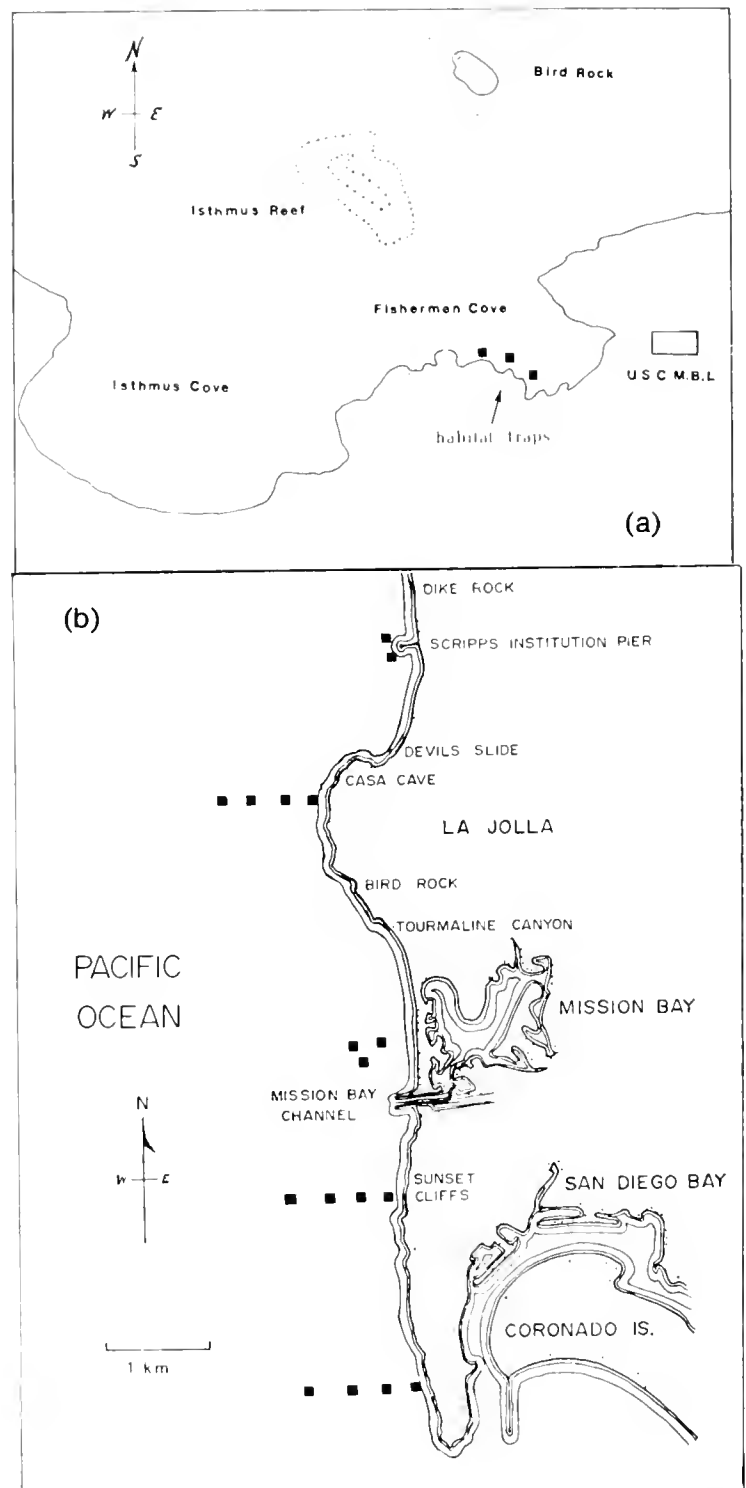 N
Bird Rock
W E
S
Isthmus Reef
Fisherman Cove
U S C M.B.L
Isthmus Cove
habitat traps
(a)
(b)
DIKE ROCK
SCRIPPS INSTITUTION PIER
DEVILS SLIDE
CASA CAVE
LA JOLLA
BIRD ROCK
TOURMALINE CANYON
PACIFIC
OCEAN
MISSION BAY
MISSION BAY
CHANNEL
N
W E
SUNSET
CLIFFS
SAN DIEGO BAY
CORONADO IS.
1 km